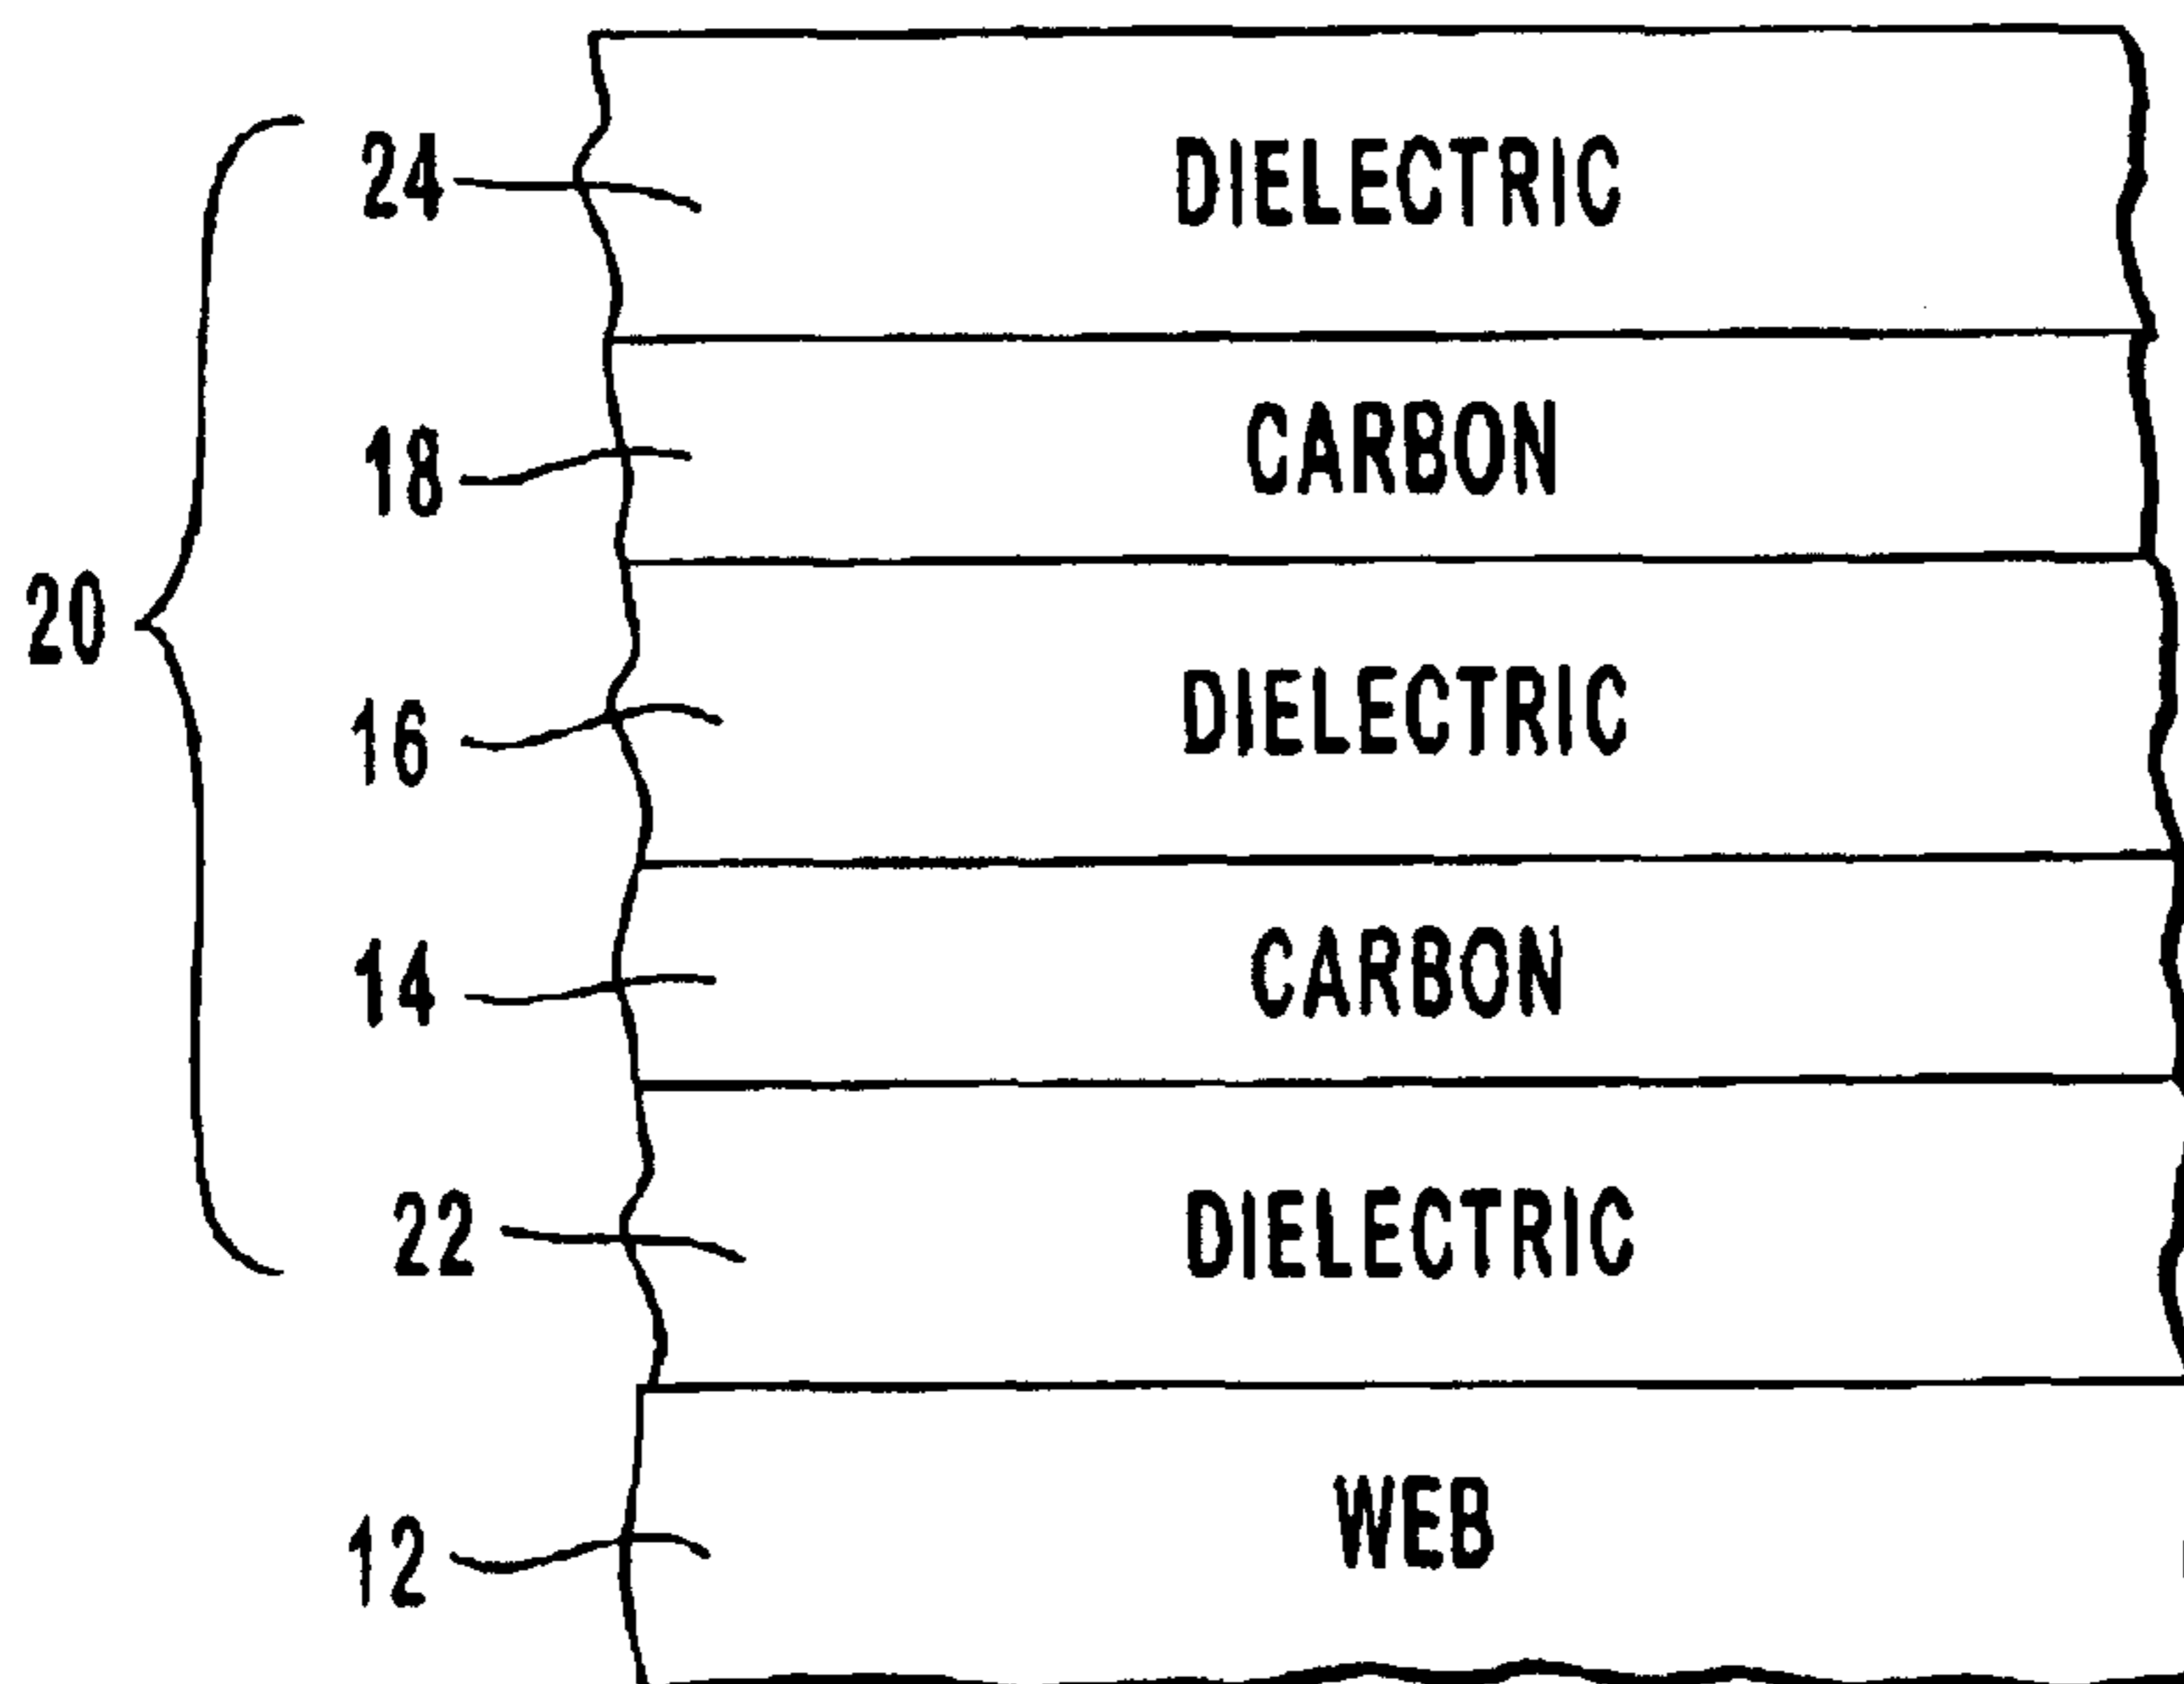 24 DIELECTRIC
18 CARBON
20
16 DIELECTRIC
14 CARBON
22 DIELECTRIC
12 WEB